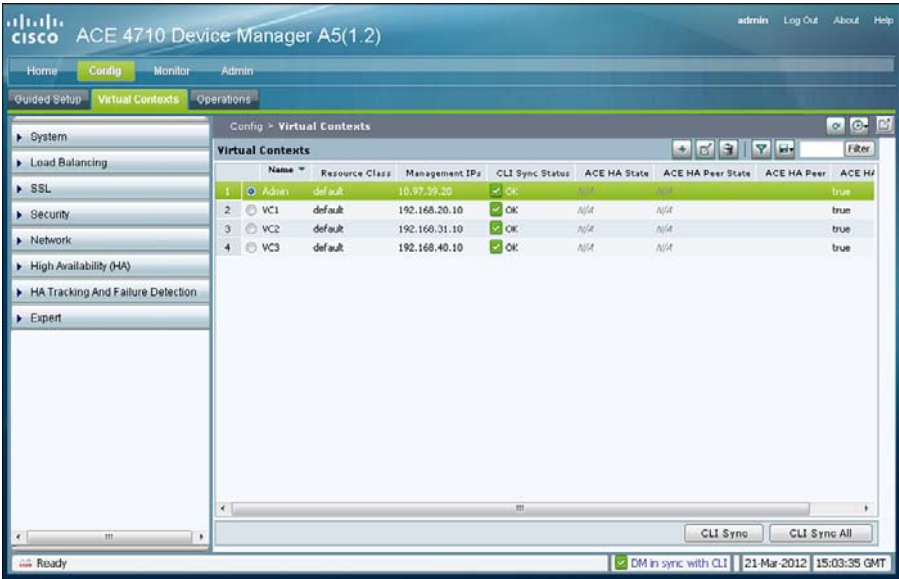 admin Log Out About Help
CISCO ACE 4710 Device Manager A5(1.2)
Home Config Monitor Admin
Guided Setup Virtual Contexts Operations
System
Load Balancing
SSL
Security
Network
High Availability (HA)
HA Tracking And Failure Detection
Expert
Config > Virtual Contexts
Virtual Contexts
Filter
Name Resource Class Management IPs CLI Sync Status ACE HA State ACE HA Peer State ACE HA Peer ACE HA
1 Admin default 10.97.39.20 OK N/A N/A true
2 VC1 default 192.168.20.10 OK N/A N/A true
3 VC2 default 192.168.31.10 OK N/A N/A true
4 VC3 default 192.168.40.10 OK N/A N/A true
CLI Sync CLI Sync All
Ready DM in sync with CLI 21-Mar-2012 15:03:35 GMT